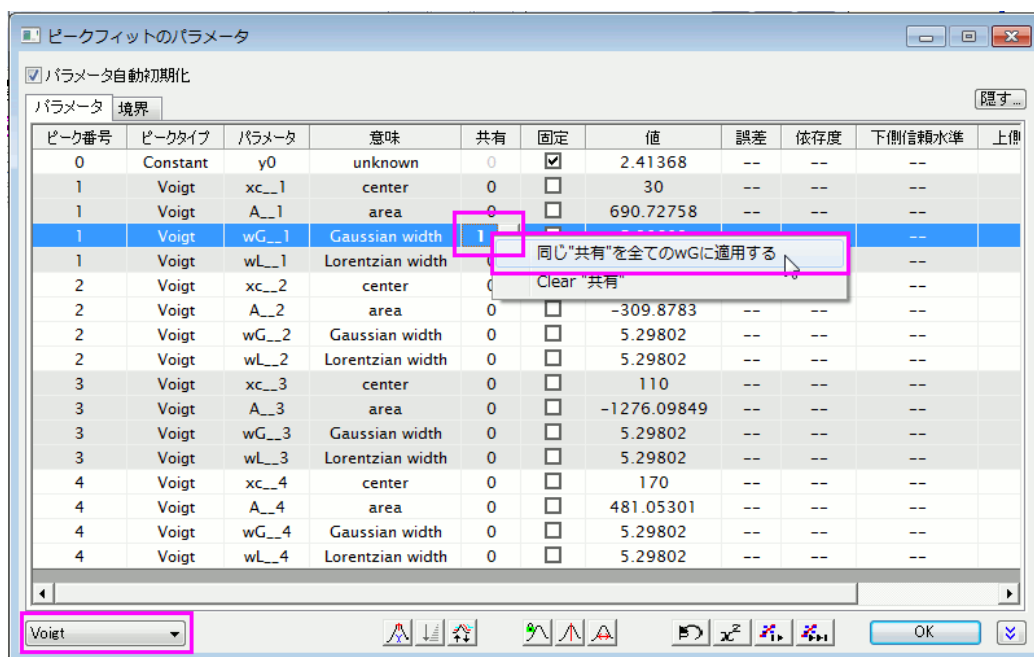 ピークフィットのパラメータ
パラメータ自動初期化
隠す...
パラメータ 境界
ピーク番号 ピークタイプ パラメータ 意味 共有 固定 値 誤差 依存度 下側信頼水準 上側
0 Constant y0 unknown 0 2.41368 -- -- --
1 Voigt xc__1 center 0 30 -- -- --
1 Voigt A__1 area 0 690.72758 -- -- --
1 Voigt wG__1 Gaussian width 1
同じ"共有"を全てのwGに適用する
1 Voigt wL__1 Lorentzian width --
Clear "共有"
2 Voigt xc__2 center
2 Voigt A__2 area 0 -309.8783 -- -- --
2 Voigt wG__2 Gaussian width 0 5.29802 -- -- --
2 Voigt wL__2 Lorentzian width 0 5.29802 -- -- --
3 Voigt xc__3 center 0 110 -- -- --
3 Voigt A__3 area 0 -1276.09849 -- -- --
3 Voigt wG__3 Gaussian width 0 5.29802 -- -- --
3 Voigt wL__3 Lorentzian width 0 5.29802 -- -- --
4 Voigt xc__4 center 0 170 -- -- --
4 Voigt A__4 area 0 481.05301 -- -- --
4 Voigt wG__4 Gaussian width 0 5.29802 -- -- --
4 Voigt wL__4 Lorentzian width 0 5.29802 -- -- --
Voigt
OK